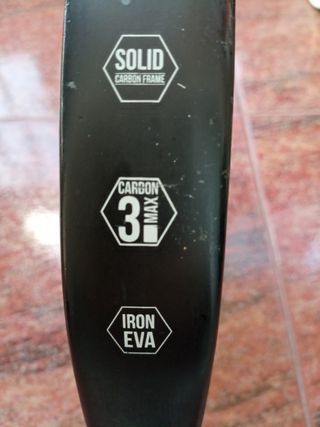 SOLID
CARBON FRAME
CARBON
3 MAX
IRON
EVA